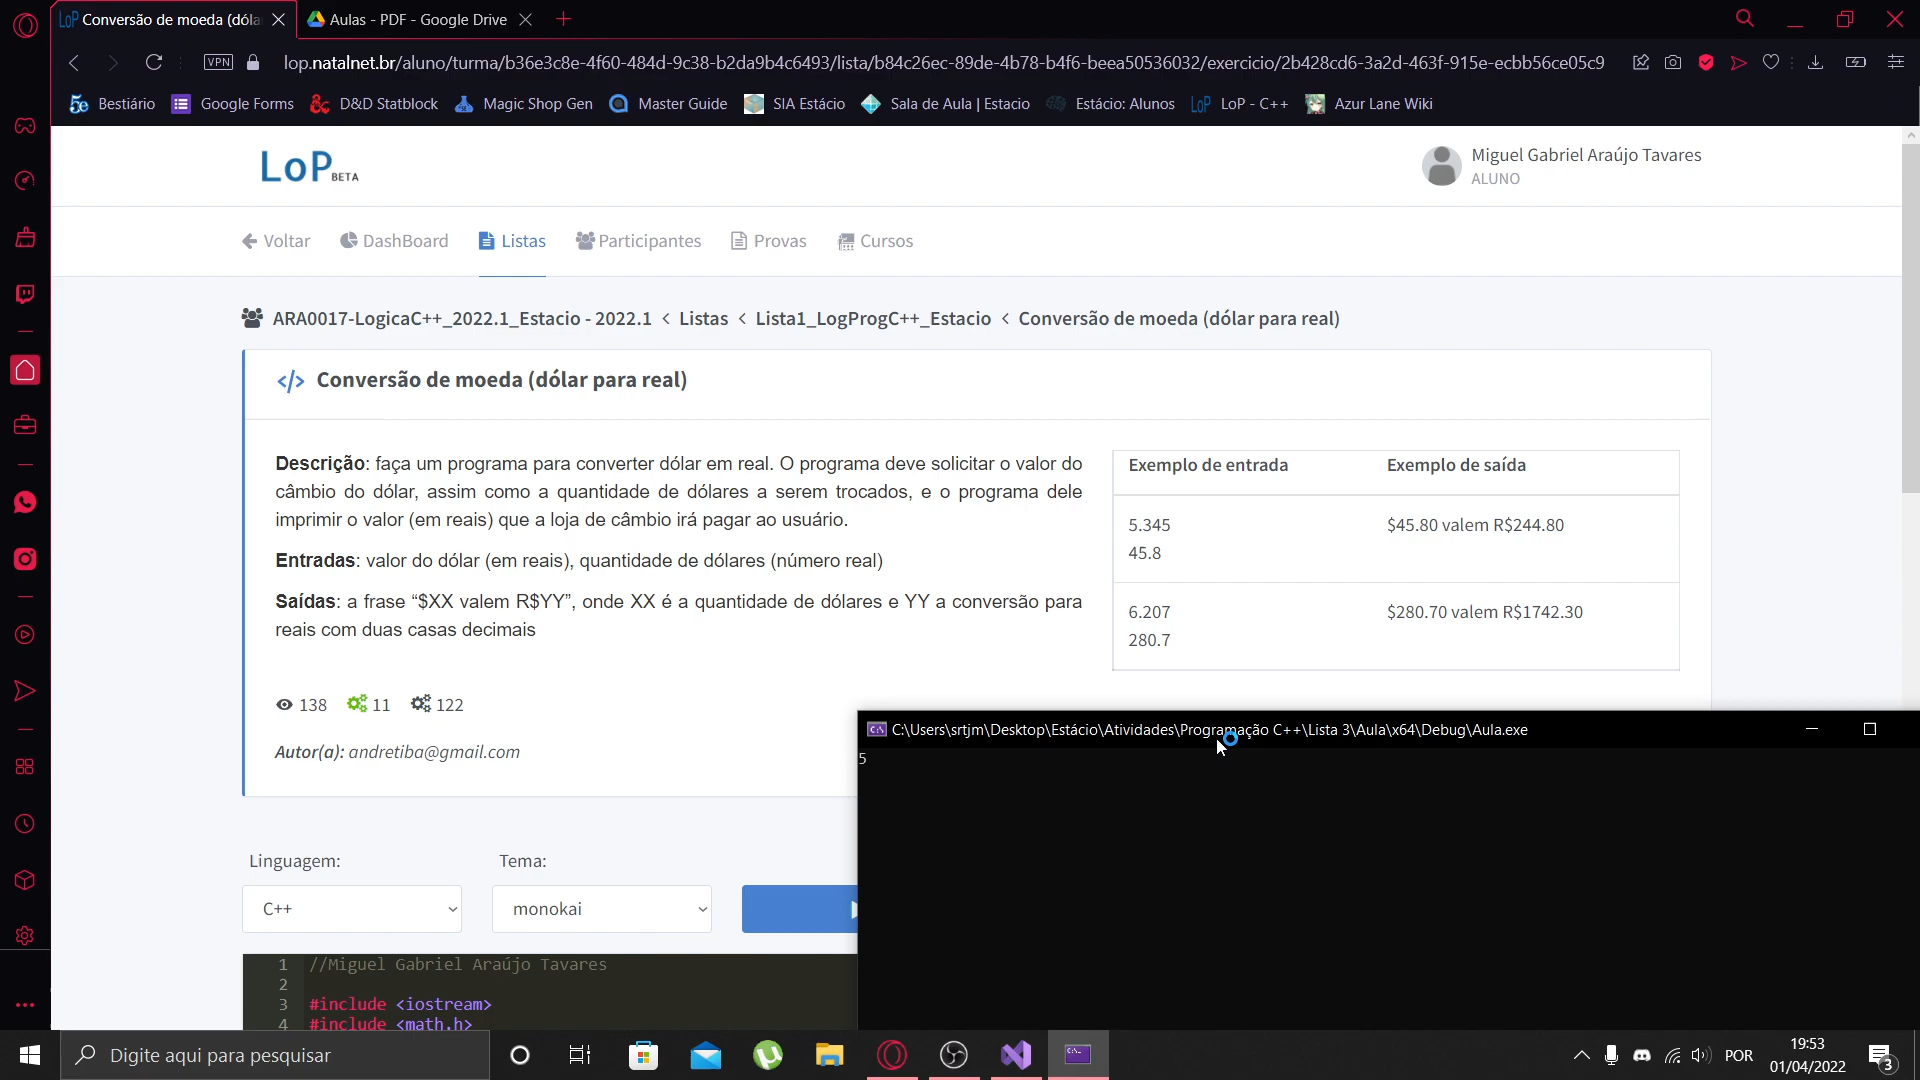 LoP Conversão de moeda (dóla
Aulas - PDF - Google Drive
VPN
lop.natalnet.br/aluno/turma/b36e3c8e-4f60-484d-9c38-b2da9b4c6493/lista/b84c26ec-89de-4b78-b4f6-beea50536032/exercicio/2b428cd6-3a2d-463f-915e-ecbb56ce05c9
5e Bestiário
Google Forms
D&D Statblock
Magic Shop Gen
Master Guide
SIA Estácio
Sala de Aula | Estacio
Estácio: Alunos
LoP LoP - C++
Azur Lane Wiki
LoP BETA
Miguel Gabriel Araújo Tavares
ALUNO
Voltar
DashBoard
Listas
Participantes
Provas
Cursos
ARA0017-LogicaC++_2022.1_Estacio - 2022.1 < Listas < Lista1_LogProgC++_Estacio < Conversão de moeda (dólar para real)
</> Conversão de moeda (dólar para real)
Descrição: faça um programa para converter dólar em real. O programa deve solicitar o valor do
câmbio do dólar, assim como a quantidade de dólares a serem trocados, e o programa dele
imprimir o valor (em reais) que a loja de câmbio irá pagar ao usuário.
Entradas: valor do dólar (em reais), quantidade de dólares (número real)
Saídas: a frase “$XX valem R$YY”, onde XX é a quantidade de dólares e YY a conversão para
reais com duas casas decimais
Exemplo de entrada
Exemplo de saída
5.345
45.8
$45.80 valem R$244.80
6.207
280.7
$280.70 valem R$1742.30
138
11
122
Autor(a): andretiba@gmail.com
C:\Users\srtjm\Desktop\Estácio\Atividades\Programação C++\Lista 3\Aula\x64\Debug\Aula.exe
5
Linguagem:
Tema:
C++
monokai
1 //Miguel Gabriel Araújo Tavares
2
3 #include <iostream>
4 #include <math.h>
Digite aqui para pesquisar
POR
19:53
01/04/2022
3